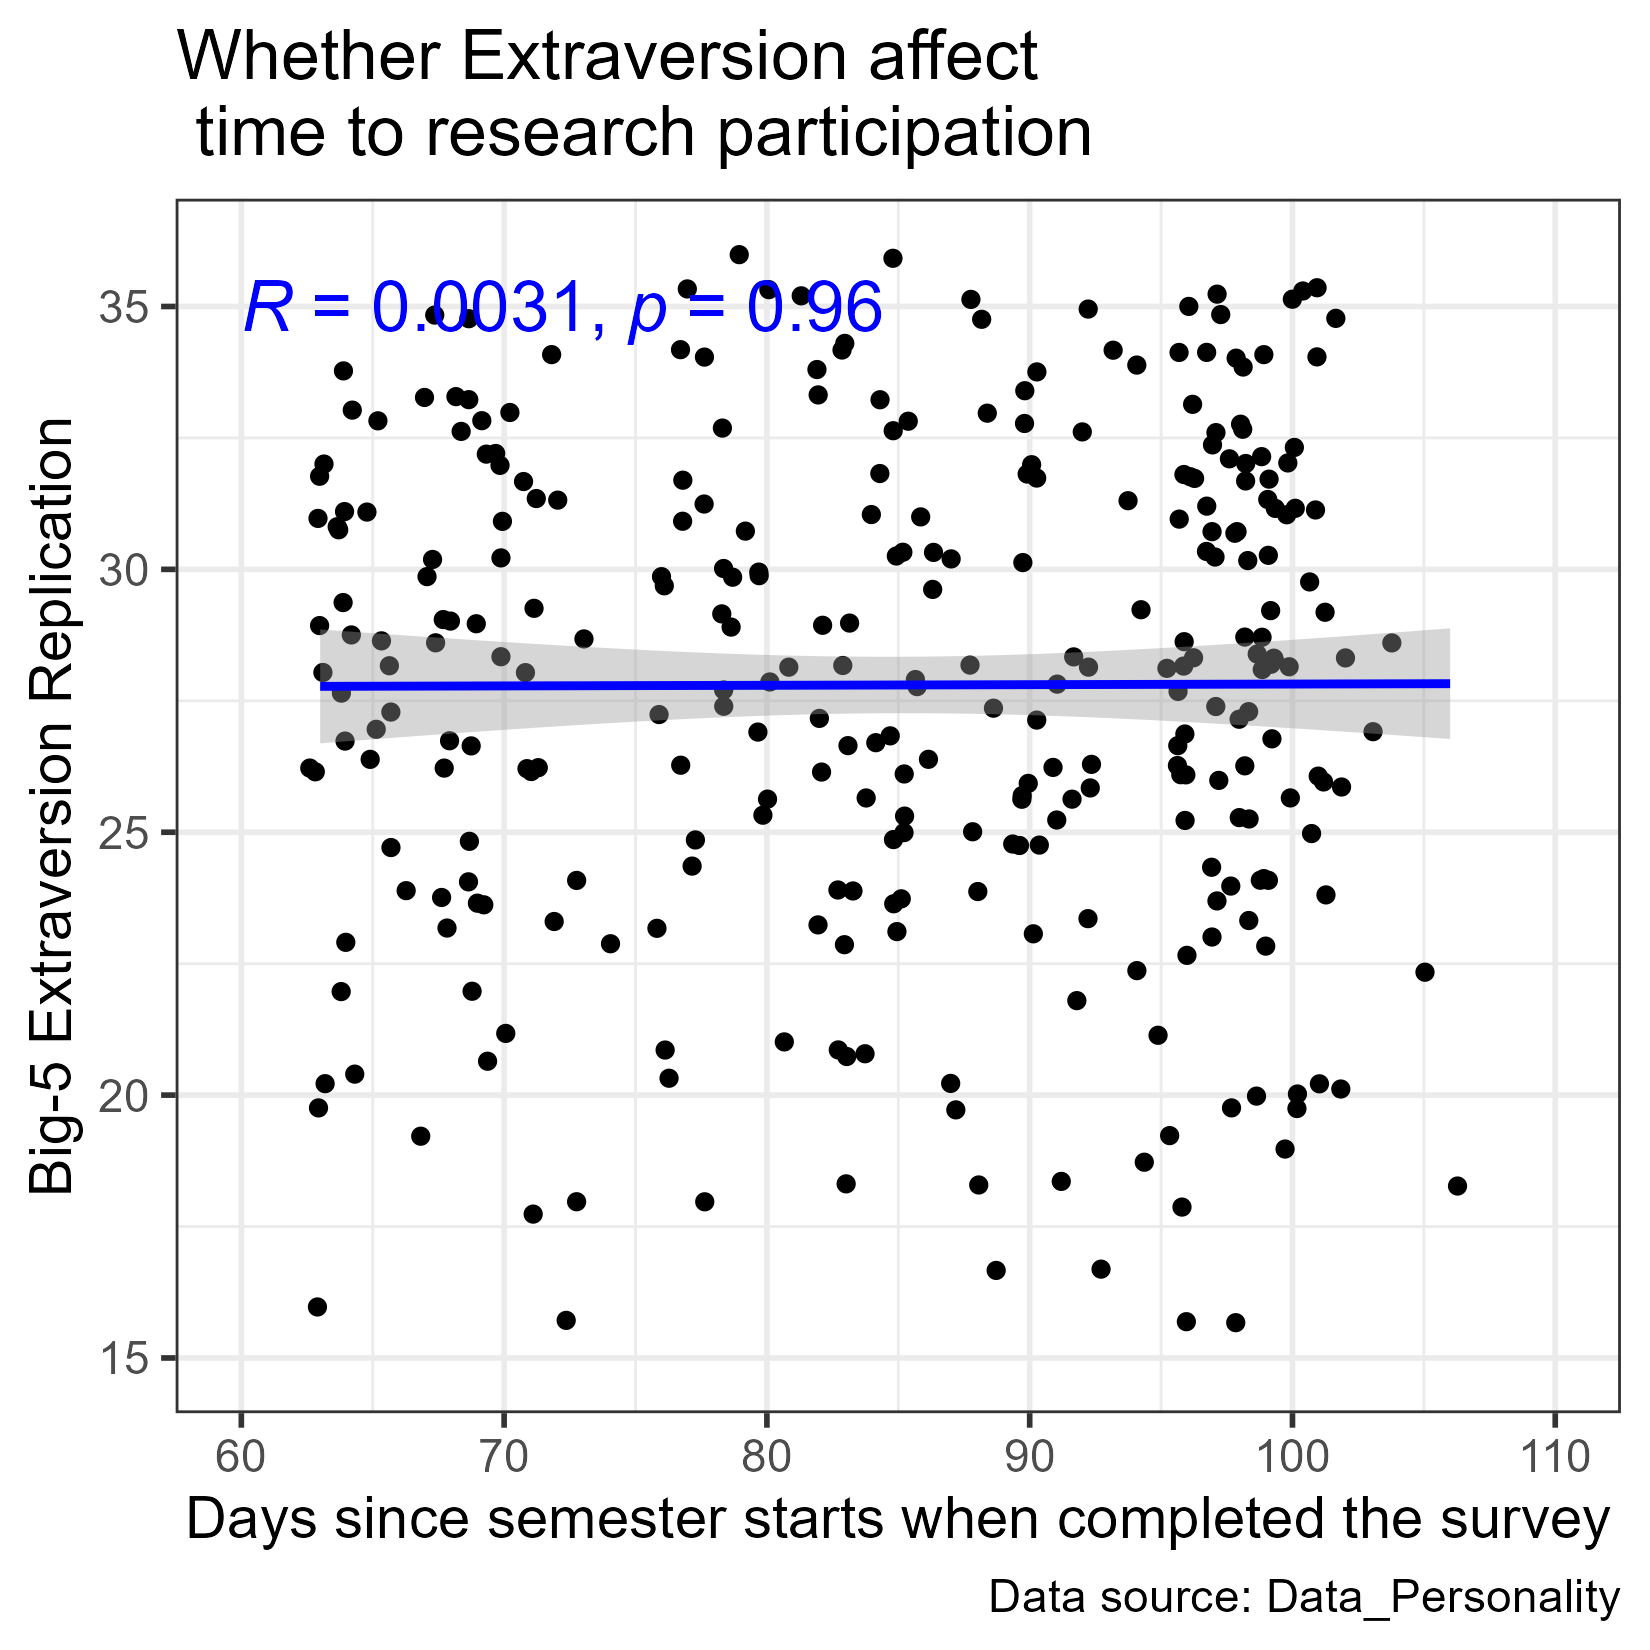 Whether Extraversion affect
time to research participation
R = 0.0031, p = 0.96
Big-5 Extraversion Replication
35
30
25
20
15
60 70 80 90 100 110
Days since semester starts when completed the survey
Data source: Data_Personality